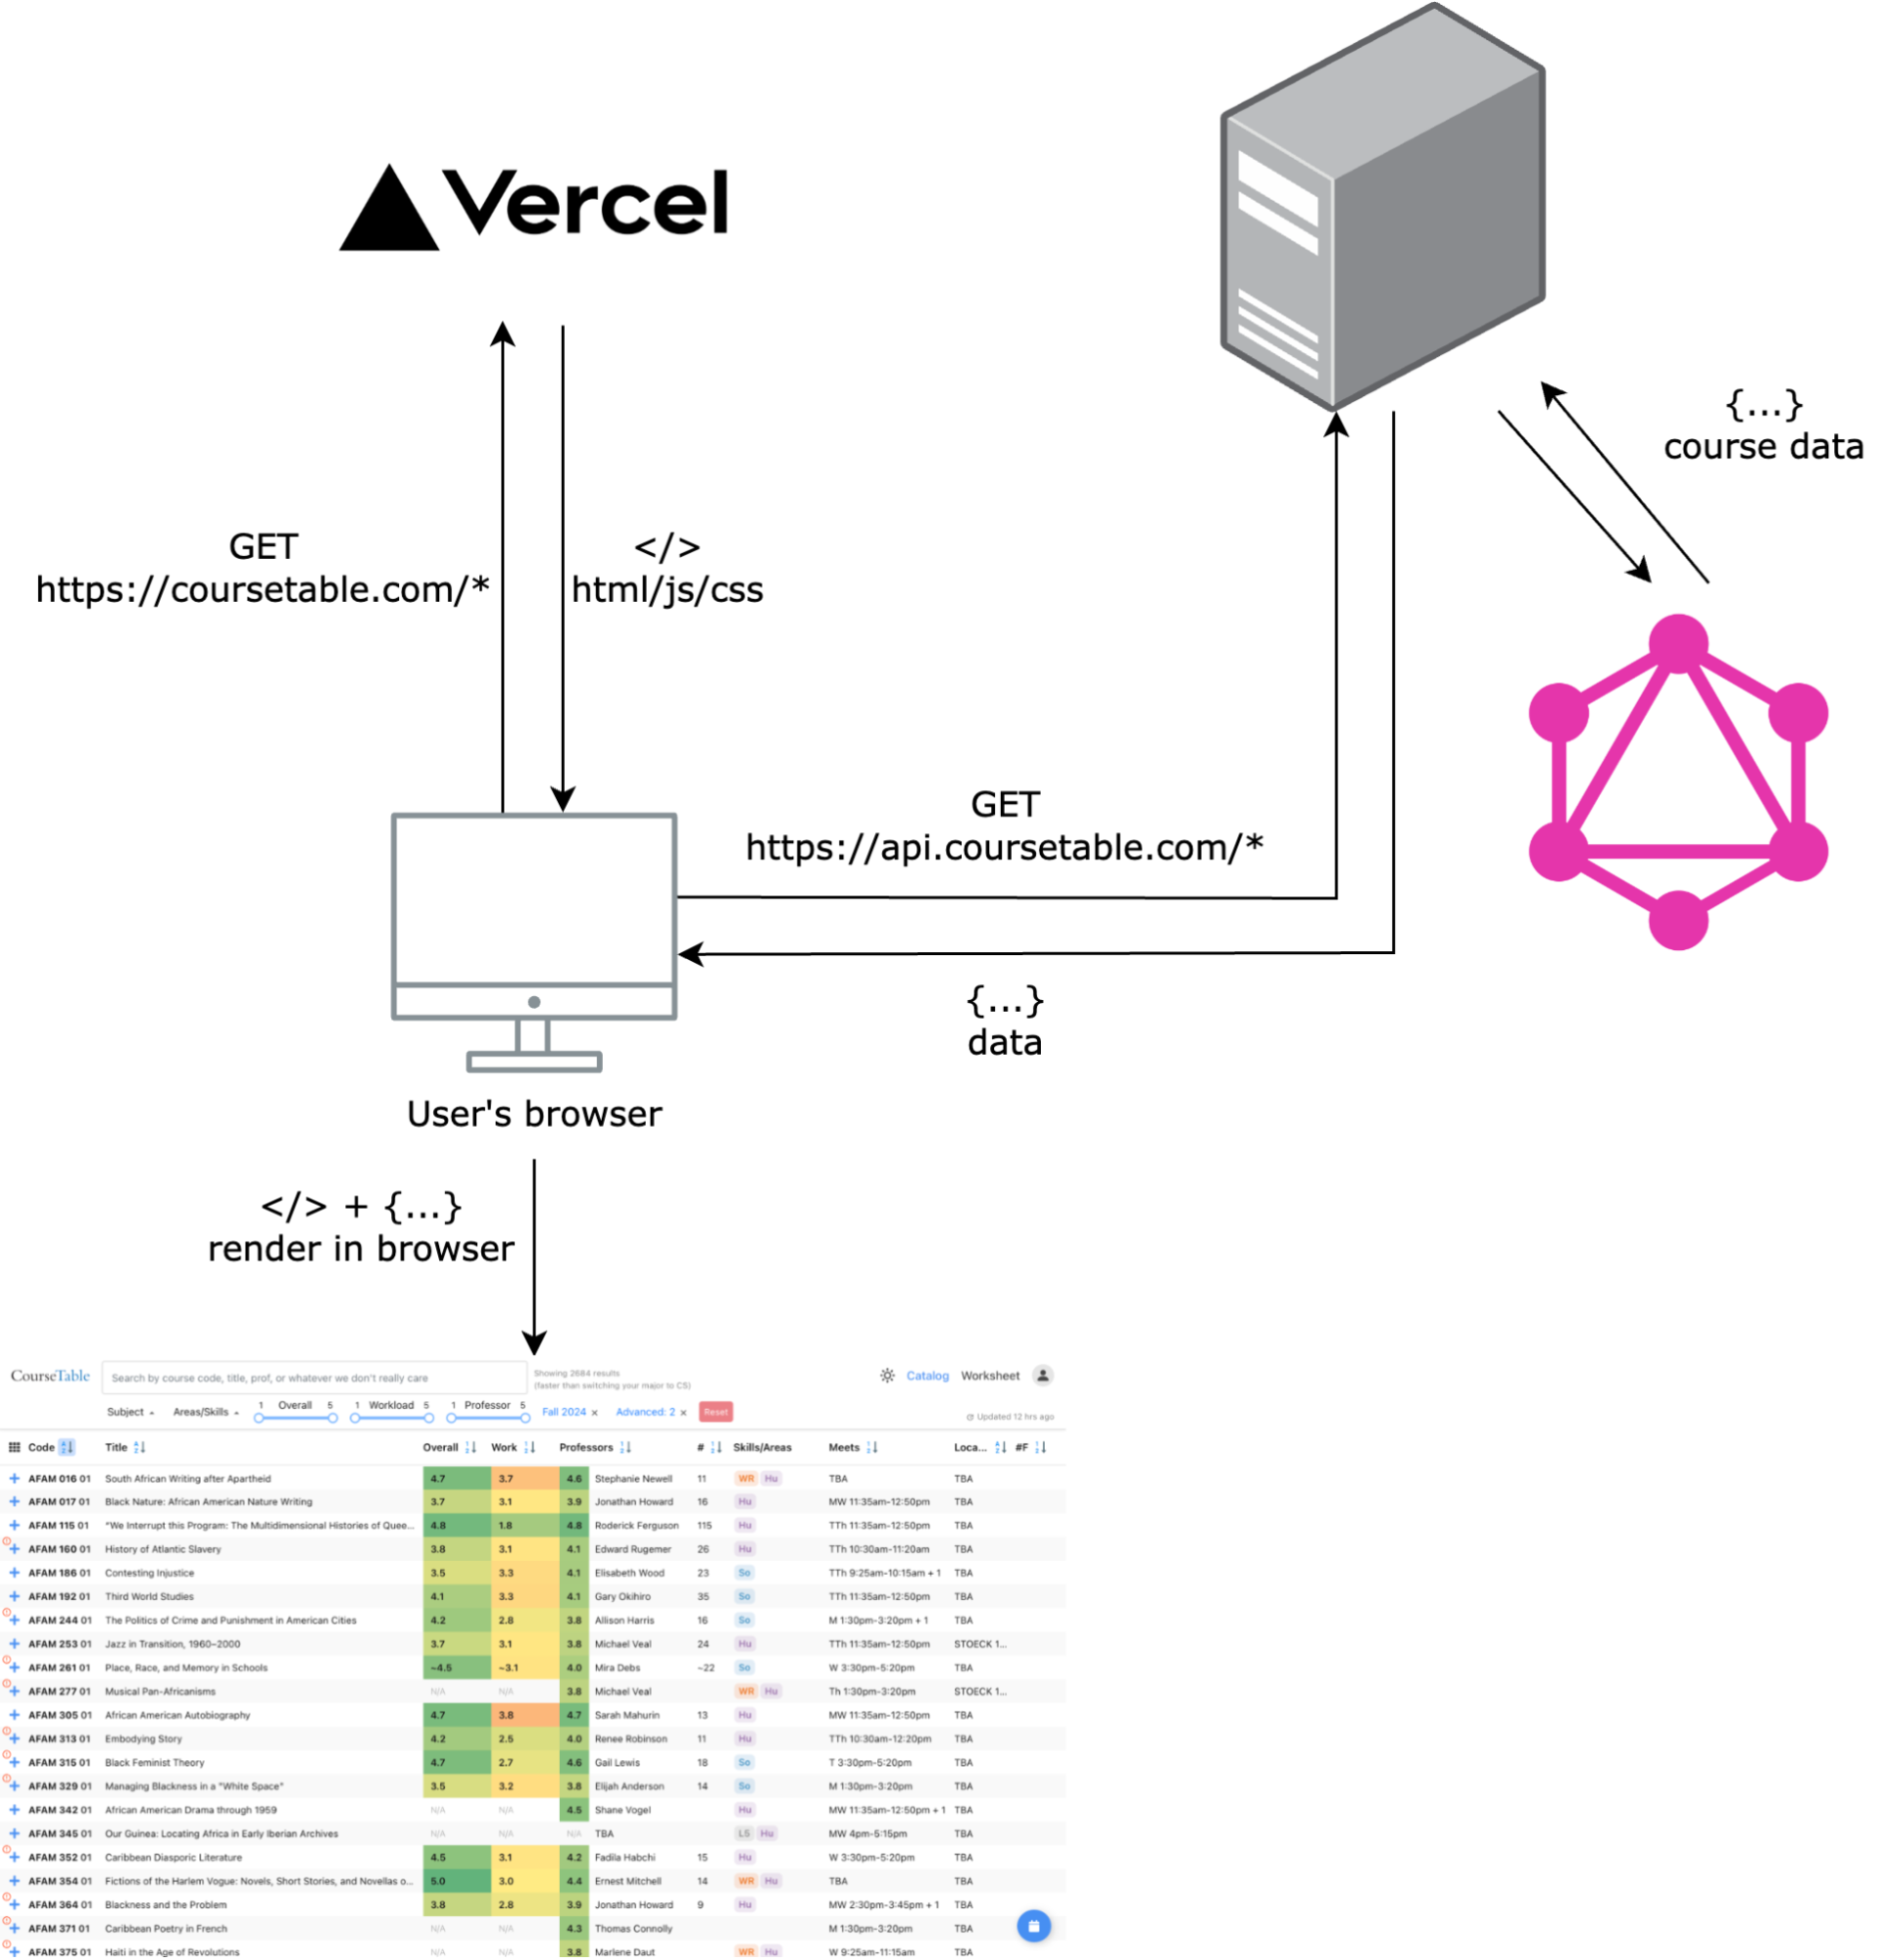 Vercel
{...}
course data
GET
https://coursetable.com/*
</>
html/js/css
GET
https://api.coursetable.com/*
{...}
data
User's browser
</> + {...}
render in browser
CourseTable
Search by course code, title, prof, or whatever we don't really care
Showing 2684 results
(faster than switching your major to CS)
Catalog Worksheet
Subject Areas/Skills 1 Overall 5 1 Workload 5 1 Professor 5 Fall 2024 × Advanced: 2 × Reset
Updated 12 hrs ago
Code Title Overall Work Professors # Skills/Areas Meets Loca... #F
AFAM 016 01 South African Writing after Apartheid 4.7 3.7 4.6 Stephanie Newell 11 WR Hu TBA TBA
AFAM 017 01 Black Nature: African American Nature Writing 3.7 3.1 3.9 Jonathan Howard 16 Hu MW 11:35am-12:50pm TBA
AFAM 115 01 "We Interrupt this Program: The Multidimensional Histories of Quee... 4.8 1.8 4.8 Roderick Ferguson 115 Hu TTh 11:35am-12:50pm TBA
AFAM 160 01 History of Atlantic Slavery 3.8 3.1 4.1 Edward Rugemer 26 Hu TTh 10:30am-11:20am TBA
AFAM 186 01 Contesting Injustice 3.5 3.3 4.1 Elisabeth Wood 23 So TTh 9:25am-10:15am + 1 TBA
AFAM 192 01 Third World Studies 4.1 3.3 4.1 Gary Okihiro 35 So TTh 11:35am-12:50pm TBA
AFAM 244 01 The Politics of Crime and Punishment in American Cities 4.2 2.8 3.8 Allison Harris 16 So M 1:30pm-3:20pm + 1 TBA
AFAM 253 01 Jazz in Transition, 1960–2000 3.7 3.1 3.8 Michael Veal 24 Hu TTh 11:35am-12:50pm STOECK 1...
AFAM 261 01 Place, Race, and Memory in Schools ~4.5 ~3.1 4.0 Mira Debs ~22 So W 3:30pm-5:20pm TBA
AFAM 277 01 Musical Pan-Africanisms N/A N/A 3.8 Michael Veal WR Hu Th 1:30pm-3:20pm STOECK 1...
AFAM 305 01 African American Autobiography 4.7 3.8 4.7 Sarah Mahurin 13 Hu MW 11:35am-12:50pm TBA
AFAM 313 01 Embodying Story 4.2 2.5 4.0 Renee Robinson 11 Hu TTh 10:30am-12:20pm TBA
AFAM 315 01 Black Feminist Theory 4.7 2.7 4.6 Gail Lewis 18 So T 3:30pm-5:20pm TBA
AFAM 329 01 Managing Blackness in a "White Space" 3.5 3.2 3.8 Elijah Anderson 14 So M 1:30pm-3:20pm TBA
AFAM 342 01 African American Drama through 1959 N/A N/A 4.5 Shane Vogel Hu MW 11:35am-12:50pm + 1 TBA
AFAM 345 01 Our Guinea: Locating Africa in Early Iberian Archives N/A N/A N/A TBA L5 Hu MW 4pm-5:15pm TBA
AFAM 352 01 Caribbean Diasporic Literature 4.5 3.1 4.2 Fadila Habchi 15 Hu W 3:30pm-5:20pm TBA
AFAM 354 01 Fictions of the Harlem Vogue: Novels, Short Stories, and Novellas o... 5.0 3.0 4.4 Ernest Mitchell 14 WR Hu TBA TBA
AFAM 364 01 Blackness and the Problem 3.8 2.8 3.9 Jonathan Howard 9 Hu MW 2:30pm-3:45pm + 1 TBA
AFAM 371 01 Caribbean Poetry in French N/A N/A 4.3 Thomas Connolly M 1:30pm-3:20pm TBA
AFAM 375 01 Haiti in the Age of Revolutions N/A N/A 3.8 Marlene Daut WR Hu W 9:25am-11:15am TBA